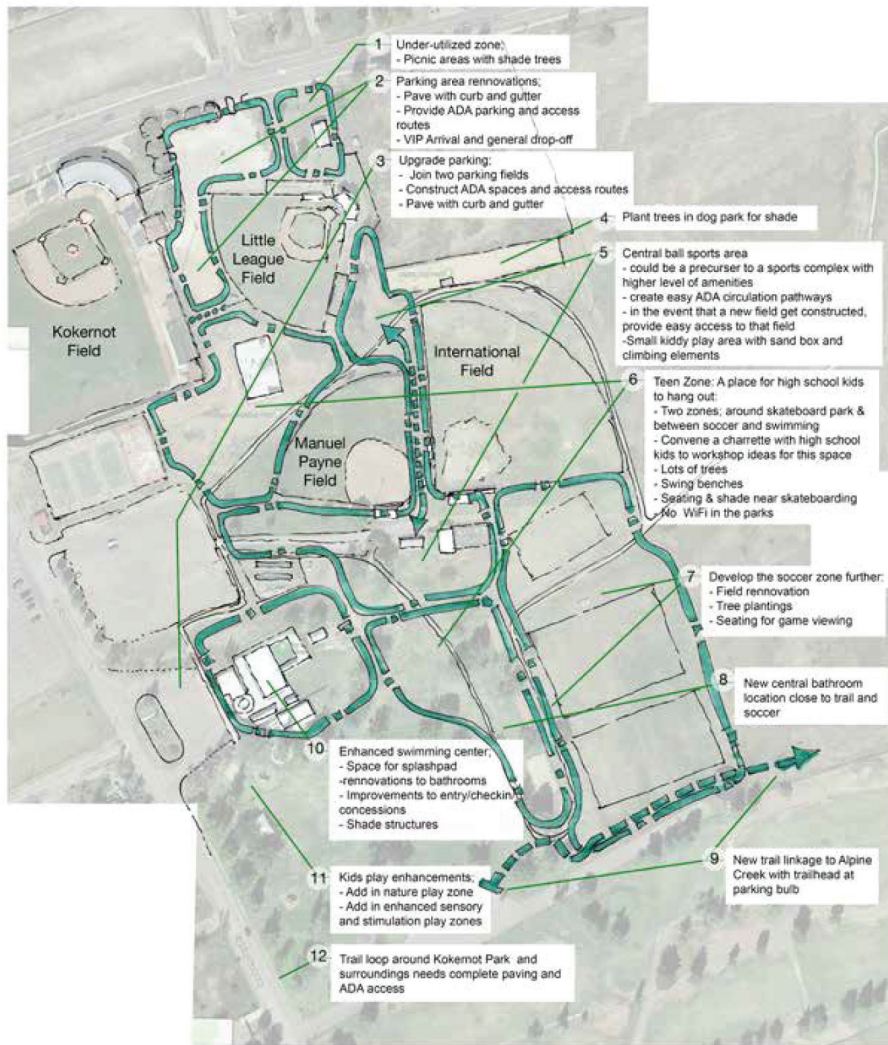 1
Under-utilized zone;
- Picnic areas with shade trees
2
Parking area rennovations;
- Pave with curb and gutter
- Provide ADA parking and access
routes
- VIP Arrival and general drop-off
3
Upgrade parking;
- Join two parking fields
- Construct ADA spaces and access routes
- Pave with curb and gutter
4
Plant trees in dog park for shade
5
Central ball sports area
- could be a precurser to a sports complex with
higher level of amenities
- create easy ADA circulation pathways
- in the event that a new field get constructed,
provide easy access to that field
-Small kiddy play area with sand box and
climbing elements
6
Teen Zone: A place for high school kids
to hang out:
- Two zones; around skateboard park &
between soccer and swimming
- Convene a charrette with high school
kids to workshop ideas for this space
- Lots of trees
- Swing benches
- Seating & shade near skateboarding
- No WiFi in the parks
7
Develop the soccer zone further:
- Field rennovation
- Tree plantings
- Seating for game viewing
8
New central bathroom
location close to trail and
soccer
9
New trail linkage to Alpine
Creek with trailhead at
parking bulb
10
Enhanced swimming center;
- Space for splashpad
-rennovations to bathrooms
- Improvements to entry/checkin/
concessions
- Shade structures
11
Kids play enhancements;
- Add in nature play zone
- Add in enhanced sensory
and stimulation play zones
12
Trail loop around Kokernot Park and
surroundings needs complete paving and
ADA access
Little
League
Field
Kokernot
Field
International
Field
Manuel
Payne
Field